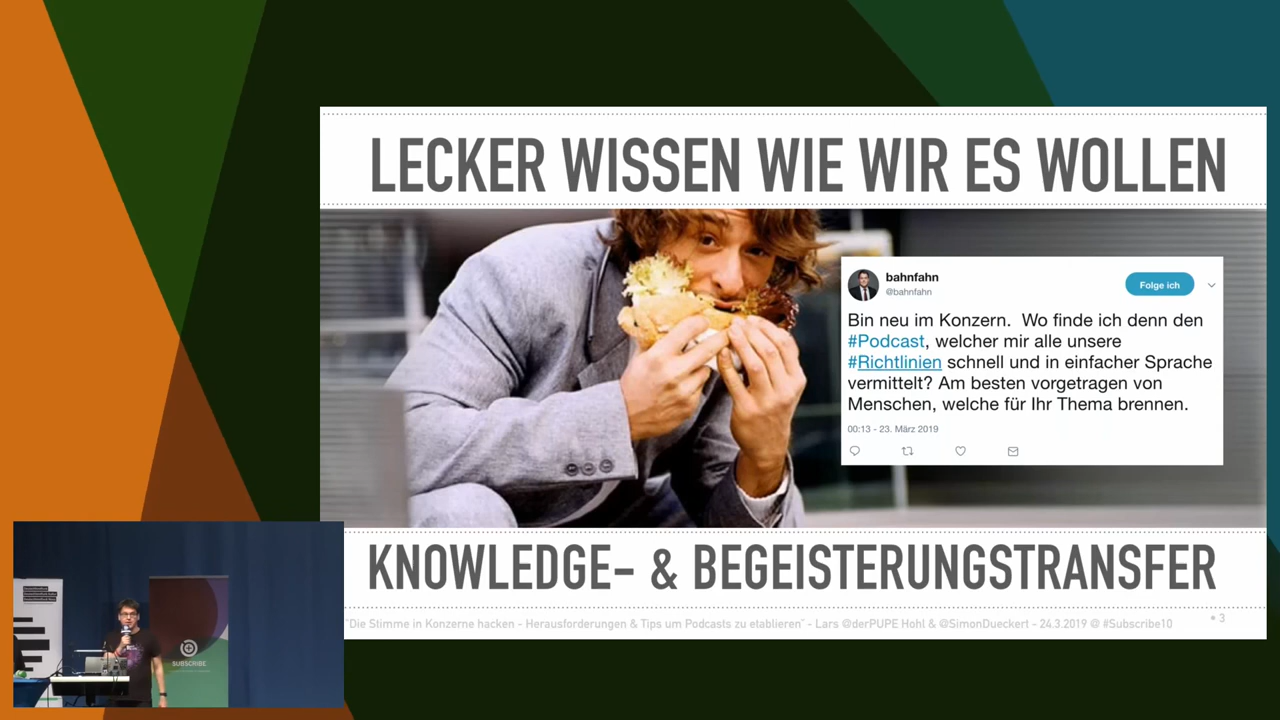 LECKER WISSEN WIE WIR ES WOLLEN
bahnfahn
@bahnfahn
Folge ich
Bin neu im Konzern. Wo finde ich denn den
#Podcast, welcher mir alle unsere
#Richtlinien schnell und in einfacher Sprache
vermittelt? Am besten vorgetragen von
Menschen, welche für Ihr Thema brennen.
00:13 - 23. März 2019
KNOWLEDGE- & BEGEISTERUNGSTRANSFER
"Die Stimme in Konzerne hacken - Herausforderungen & Tips um Podcasts zu etablieren" - Lars @derPUPE Hohl & @SimonDueckert - 24.3.2019 @ #Subscribe10
• 3
SUBSCRIBE